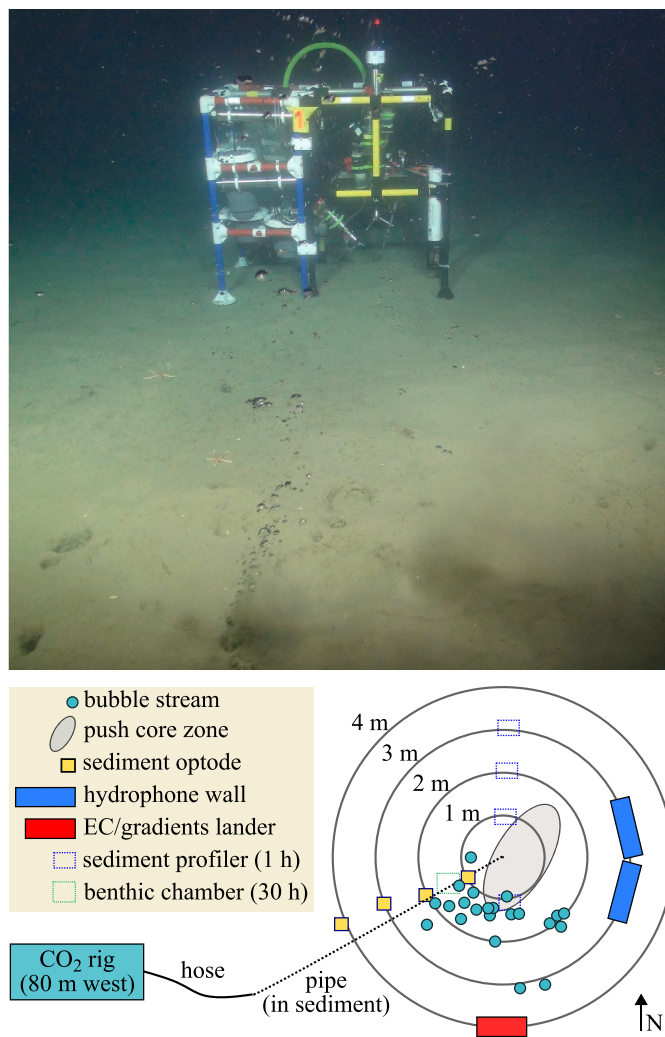 1
bubble stream
push core zone
sediment optode
hydrophone wall
EC/gradients lander
sediment profiler (1 h)
benthic chamber (30 h)
4 m
3 m
2 m
1 m
CO₂ rig
(80 m west)
hose
pipe
(in sediment)
N